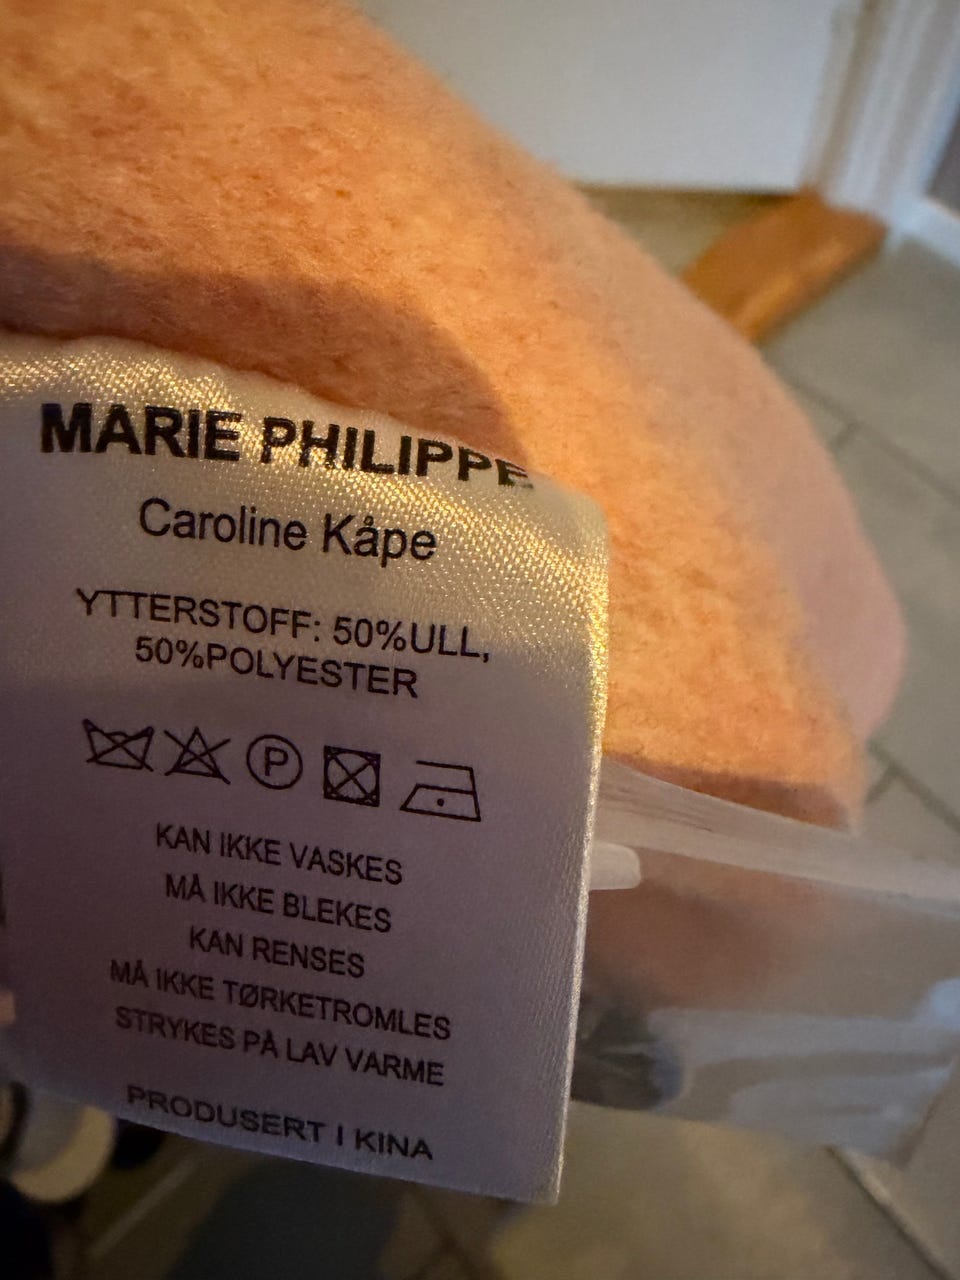 MARIE PHILIPPE
Caroline Kåpe
YTTERSTOFF: 50%ULL,
50%POLYESTER
P
KAN IKKE VASKES
MÅ IKKE BLEKES
KAN RENSES
MÅ IKKE TØRKETROMLES
STRYKES PÅ LAV VARME
PRODUSERT I KINA